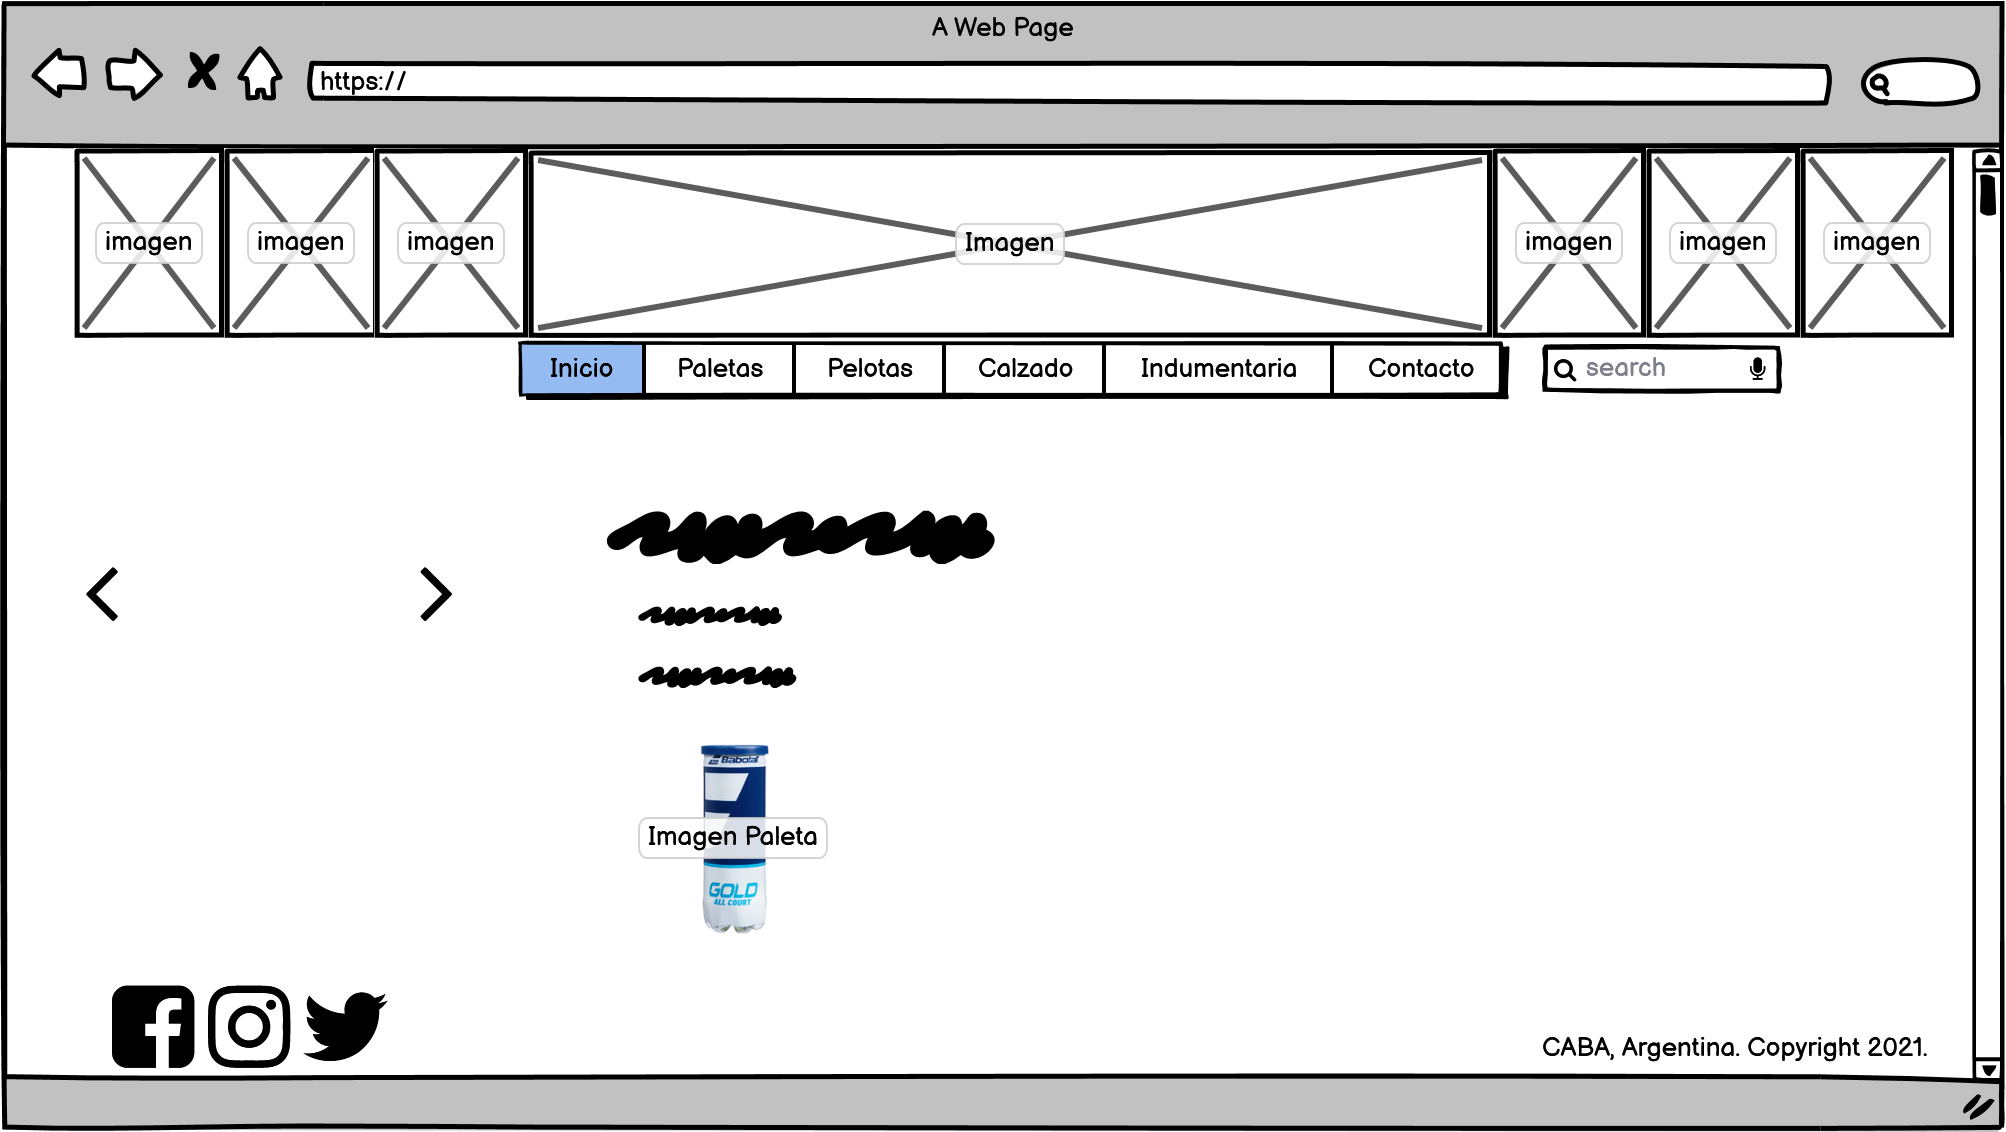 A Web Page
https://
imagen imagen imagen Imagen imagen imagen imagen
Inicio Paletas Pelotas Calzado Indumentaria Contacto search
Babolat
Imagen Paleta
GOLD
ALL COURT
CABA, Argentina. Copyright 2021.